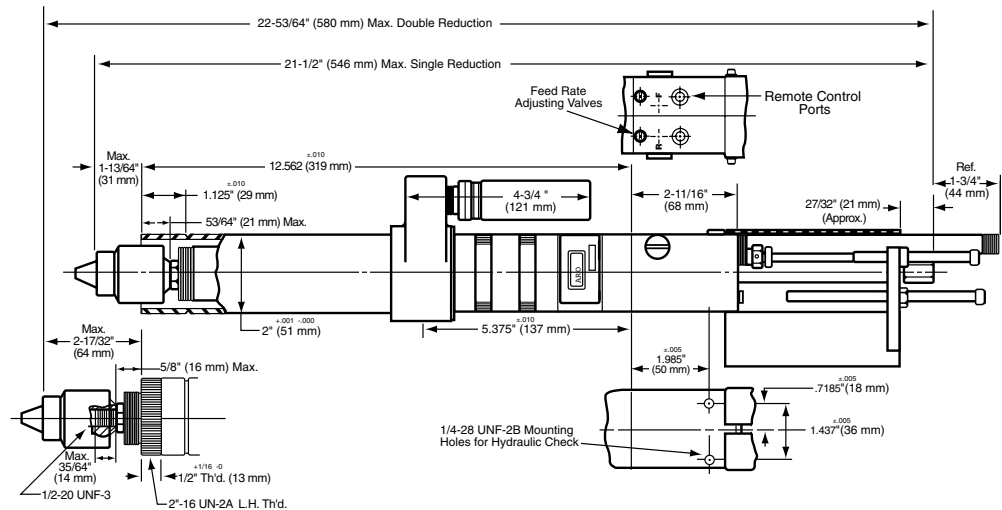 22-53/64" (580 mm) Max. Double Reduction
21-1/2" (546 mm) Max. Single Reduction
Feed Rate
Adjusting Valves
F
R
Remote Control
Ports
Max.
1-13/64"
(31 mm)
±.010
12.562 (319 mm)
±.010
1.125" (29 mm)
53/64" (21 mm) Max.
4-3/4 "
(121 mm)
2-11/16"
(68 mm)
Ref.
1-3/4"
(44 mm)
27/32" (21 mm)
(Approx.)
ARO
+.001 -.000
2" (51 mm)
±.010
5.375" (137 mm)
Max.
2-17/32"
(64 mm)
5/8" (16 mm) Max.
±.005
1.985"
(50 mm)
±.005
.7185"(18 mm)
±.005
1.437"(36 mm)
1/4-28 UNF-2B Mounting
Holes for Hydraulic Check
Max.
35/64"
(14 mm)
+1/16 -0
1/2" Th'd. (13 mm)
1/2-20 UNF-3
2"-16 UN-2A L.H. Th'd.